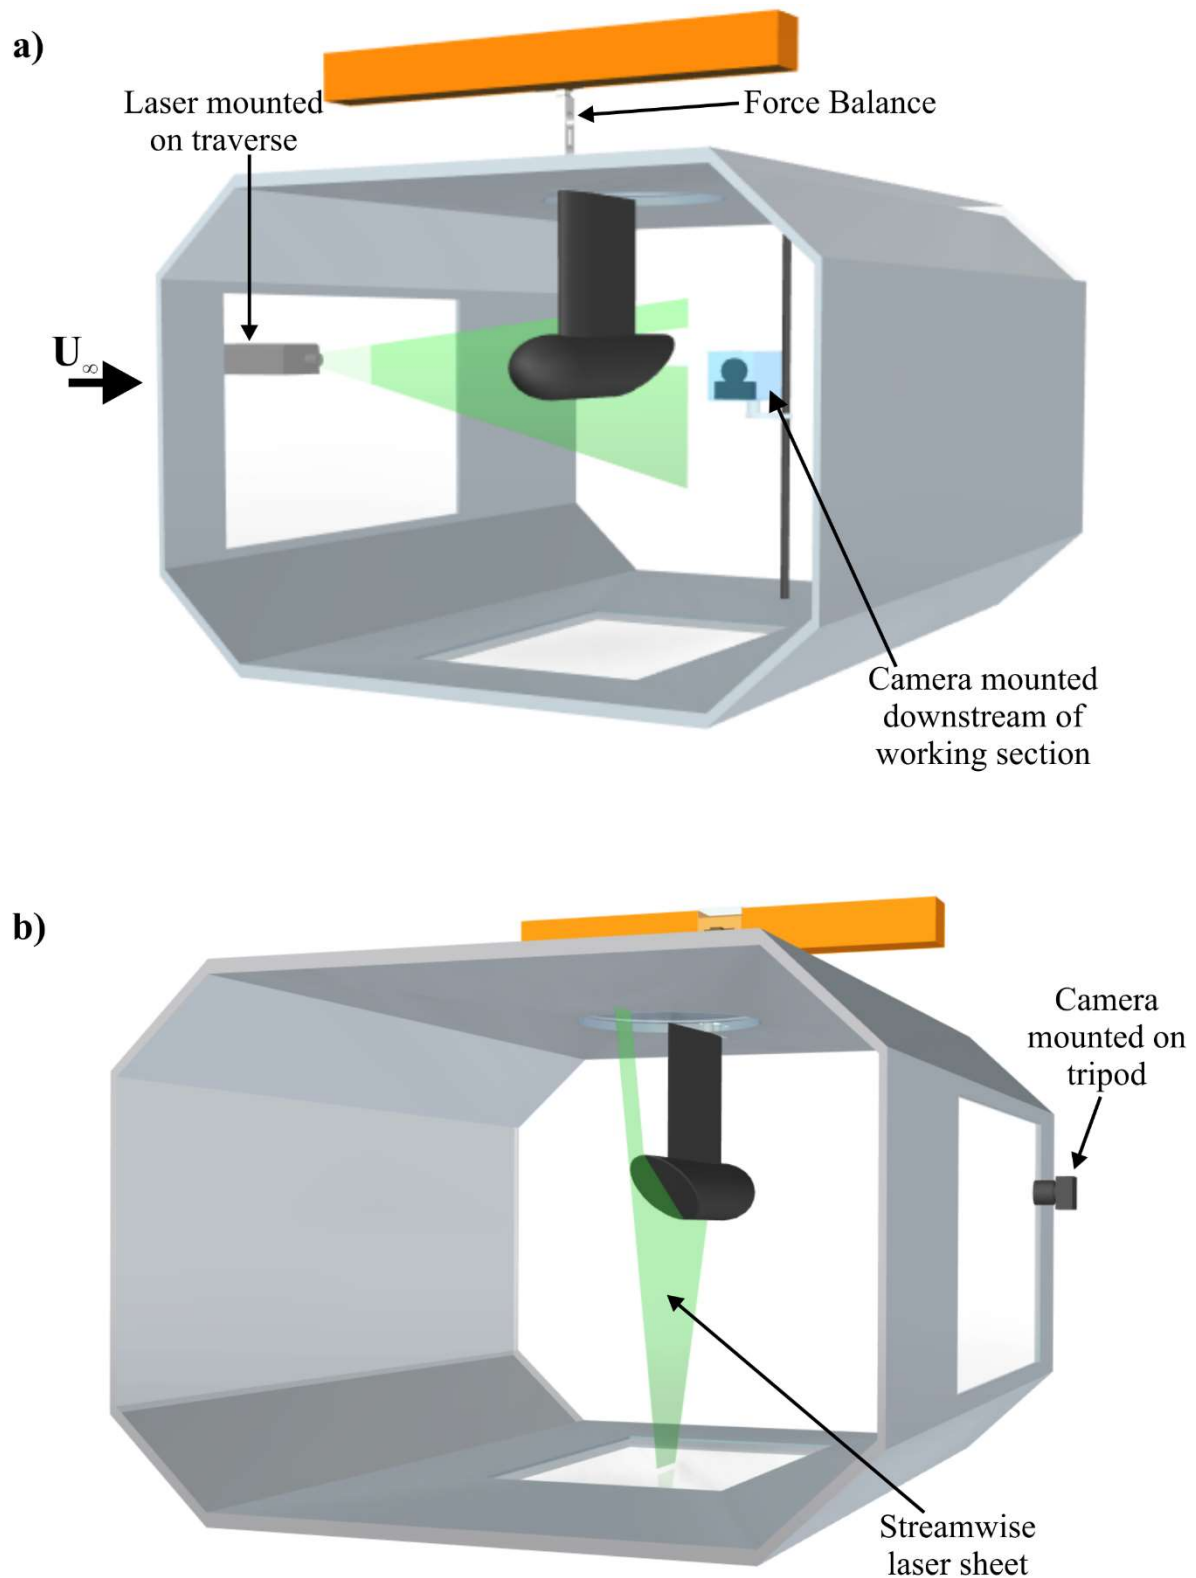 a)
Laser mounted
on traverse
Force Balance
U∞
Camera mounted
downstream of
working section
b)
Camera
mounted on
tripod
Streamwise
laser sheet